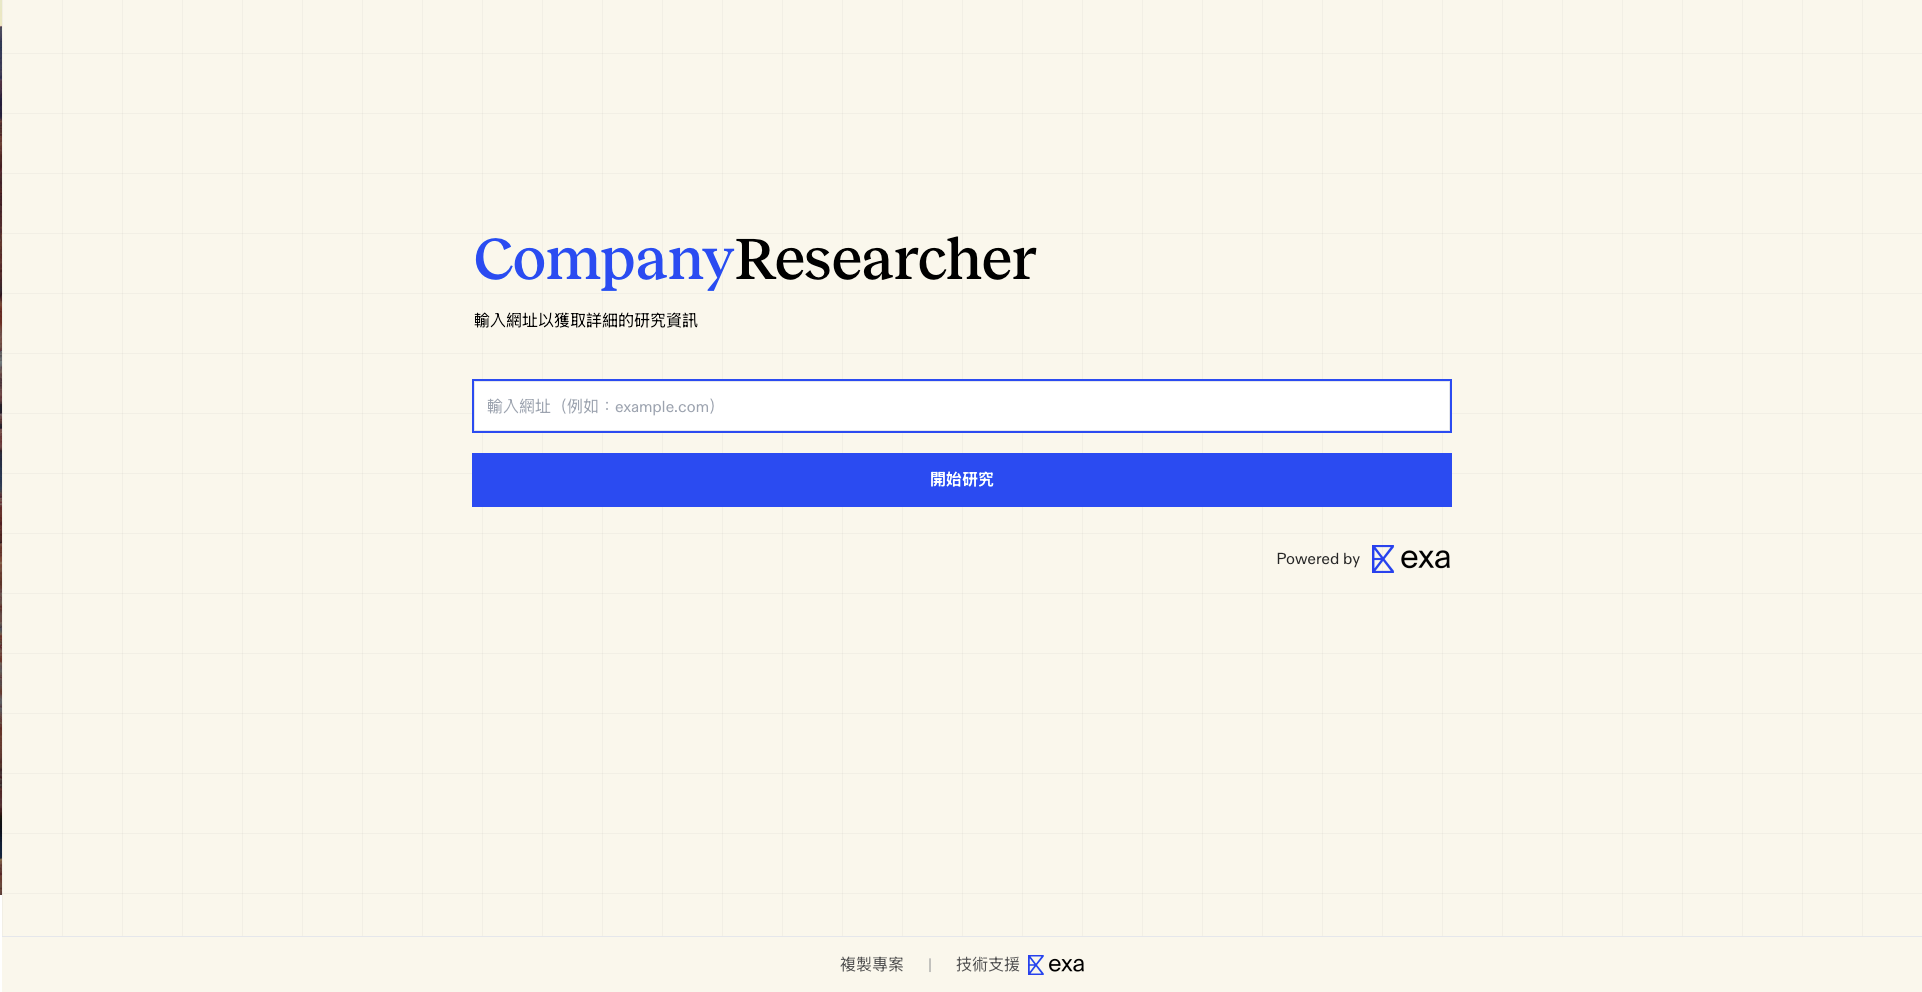 CompanyResearcher
輸入網址以獲取詳細的研究資訊
輸入網址（例如：example.com）
開始研究
Powered by exa
複製專案 | 技術支援 exa